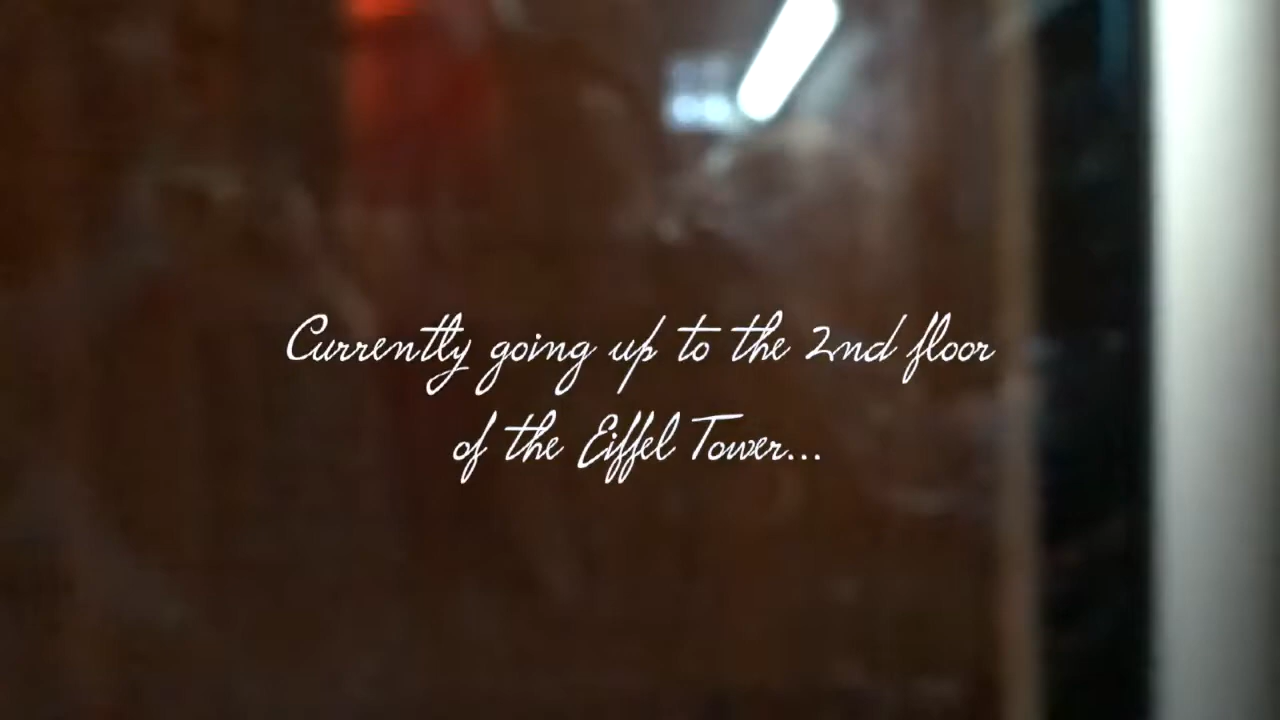 Currently going up to the 2nd floor
of the Eiffel Tower...